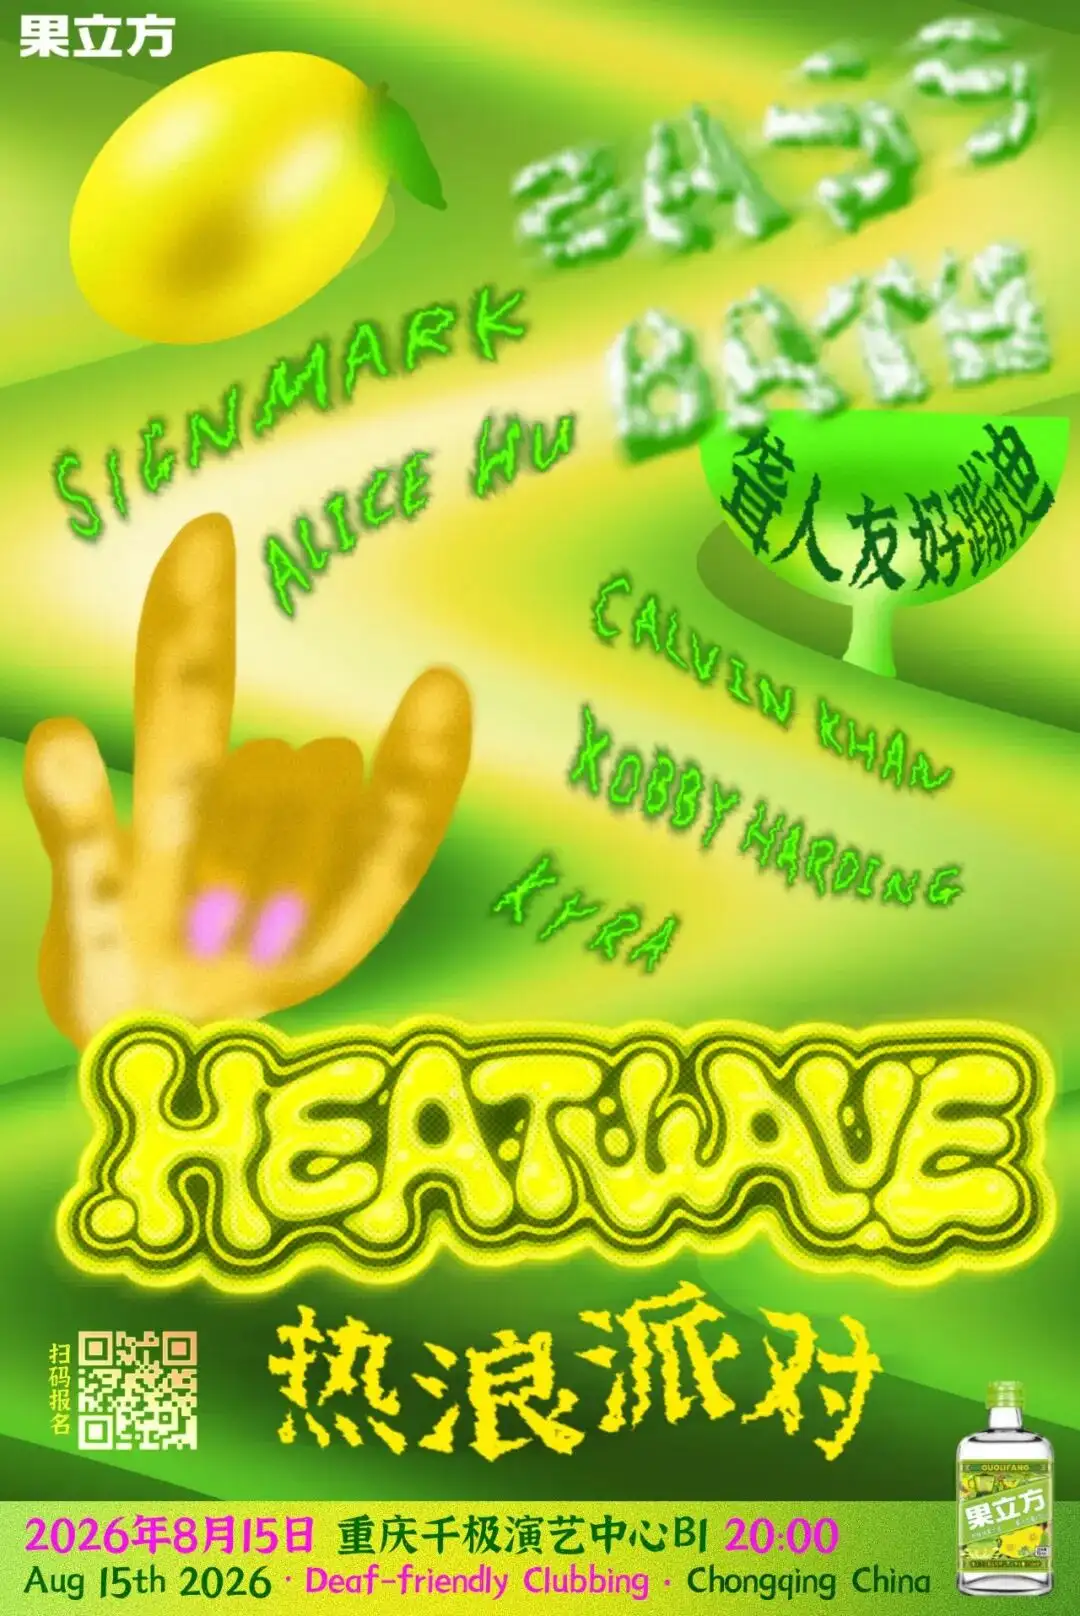 果立方
BASS
BATH
SIGNMARK
ALICE HU
聋人友好蹦迪
CALVIN KHAN
KOBBY HARDING
KYRA
HEATWAVE
热浪派对
扫码报名
GUOLIFANG
果立方
2026年8月15日 重庆千极演艺中心B1 20:00
Aug 15th 2026 · Deaf-friendly Clubbing · Chongqing China